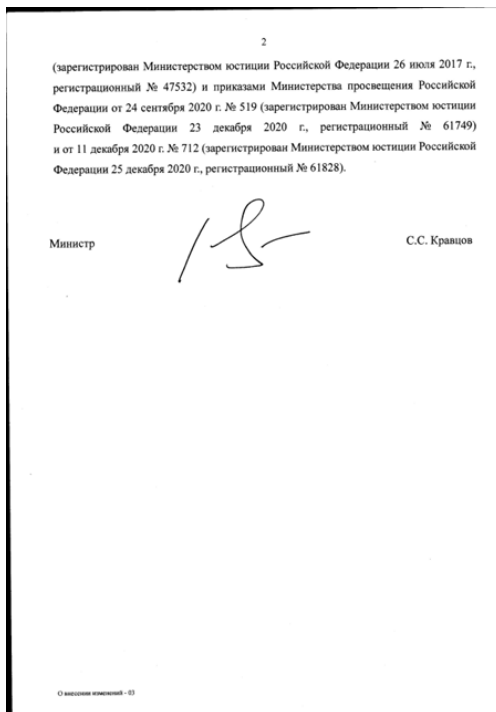 2
(зарегистрирован Министерством юстиции Российской Федерации 26 июля 2017 г.,
регистрационный № 47532) и приказами Министерства просвещения Российской
Федерации от 24 сентября 2020 г. № 519 (зарегистрирован Министерством юстиции
Российской Федерации 23 декабря 2020 г., регистрационный № 61749)
и от 11 декабря 2020 г. № 712 (зарегистрирован Министерством юстиции Российской
Федерации 25 декабря 2020 г., регистрационный № 61828).
Министр
С.С. Кравцов
О внесении изменений - 03